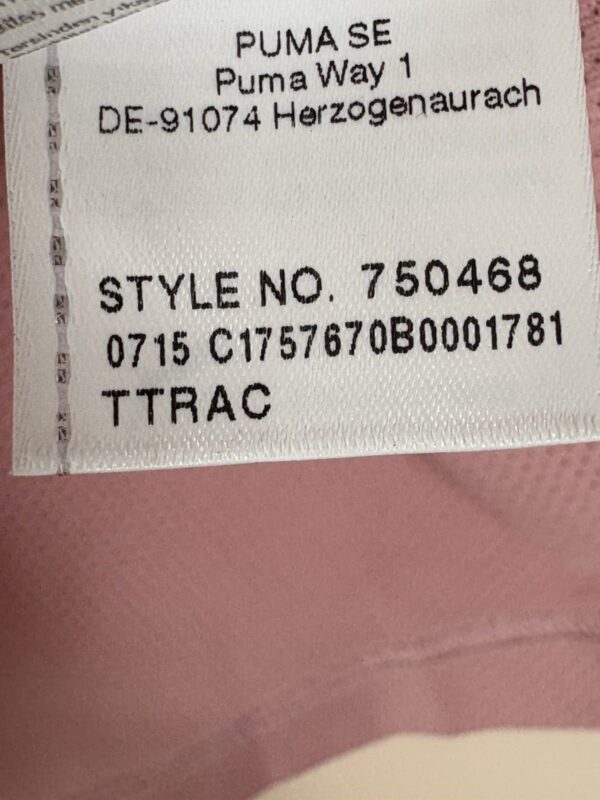 PUMA SE
Puma Way 1
DE-91074 Herzogenaurach
STYLE NO. 750468
0715 C1757670B0001781
TTRAC